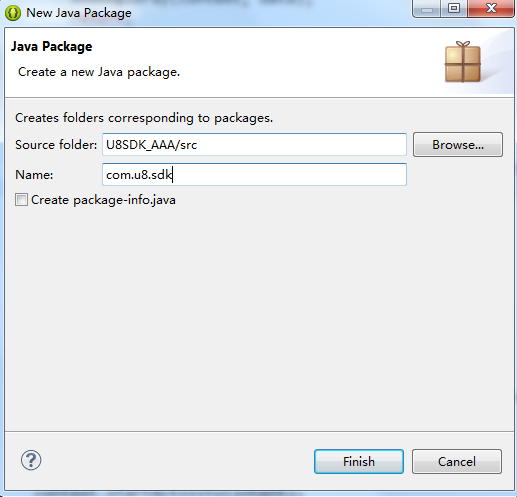 New Java Package
Java Package
Create a new Java package.
Creates folders corresponding to packages.
Source folder: U8SDK_AAA/src Browse...
Name: com.u8.sdk
Create package-info.java
? Finish Cancel